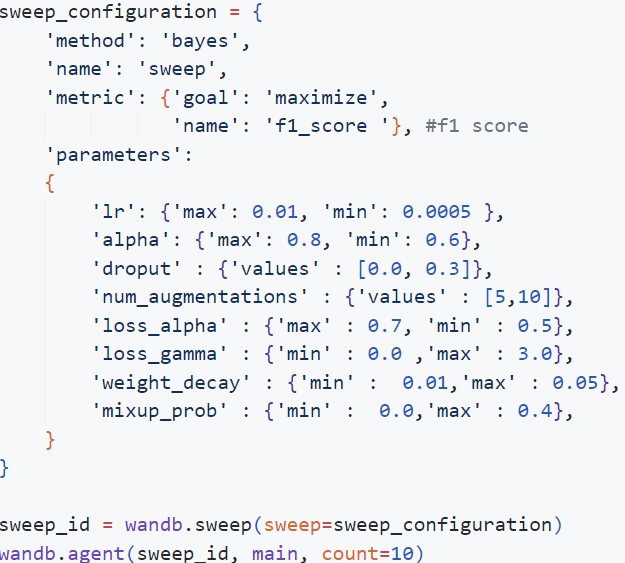 sweep_configuration = {
    'method': 'bayes',
    'name': 'sweep',
    'metric': {'goal': 'maximize',
               'name': 'f1_score '}, #f1 score
    'parameters':
    {
        'lr': {'max': 0.01, 'min': 0.0005 },
        'alpha': {'max': 0.8, 'min': 0.6},
        'droput' : {'values' : [0.0, 0.3]},
        'num_augmentations' : {'values' : [5,10]},
        'loss_alpha' : {'max' : 0.7, 'min' : 0.5},
        'loss_gamma' : {'min' : 0.0 ,'max' : 3.0},
        'weight_decay' : {'min' :  0.01,'max' : 0.05},
        'mixup_prob' : {'min' :  0.0,'max' : 0.4},
    }
}

sweep_id = wandb.sweep(sweep=sweep_configuration)
wandb.agent(sweep_id, main, count=10)